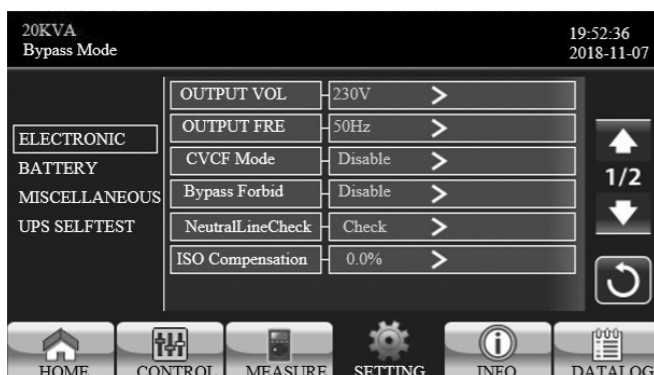 20KVA
Bypass Mode
19:52:36
2018-11-07
ELECTRONIC
BATTERY
MISCELLANEOUS
UPS SELFTEST
OUTPUT VOL 230V >
OUTPUT FRE 50Hz >
CVCF Mode Disable >
Bypass Forbid Disable >
NeutralLineCheck Check >
ISO Compensation 0.0% >
1/2
HOME CONTROL MEASURE SETTING INFO DATALOG